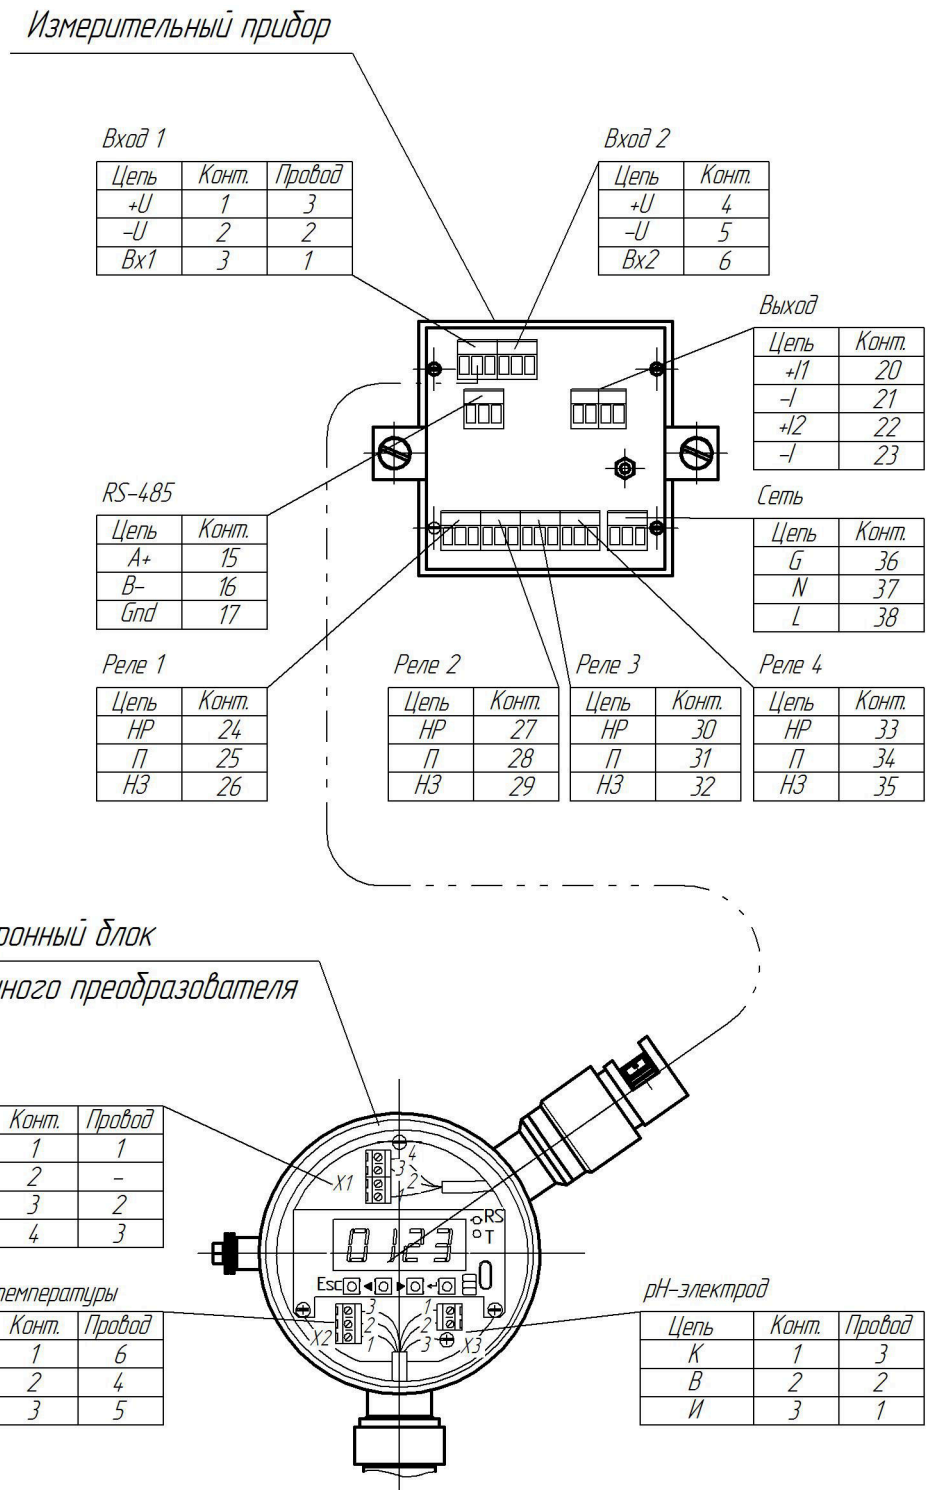 Измерительный прибор
Вход 1
Цепь Конт. Провод
+U 1 3
-U 2 2
Вх1 3 1
Вход 2
Цепь Конт.
+U 4
-U 5
Вх2 6
Выход
Цепь Конт.
+I1 20
-I 21
+I2 22
-I 23
RS-485
Цепь Конт.
A+ 15
B- 16
Gnd 17
Сеть
Цепь Конт.
G 36
N 37
L 38
Реле 1
Цепь Конт.
НР 24
П 25
НЗ 26
Реле 2
Цепь Конт.
НР 27
П 28
НЗ 29
Реле 3
Цепь Конт.
НР 30
П 31
НЗ 32
Реле 4
Цепь Конт.
НР 33
П 34
НЗ 35
ронный блок
ного преобразователя
Конт. Провод
1 1
2 -
3 2
4 3
X1
4
3
2
1
0123
RS
T
Esc
температуры
Конт. Провод
1 6
2 4
3 5
X2
3
2
1
1
2
3
X3
pH-электрод
Цепь Конт. Провод
К 1 3
В 2 2
И 3 1